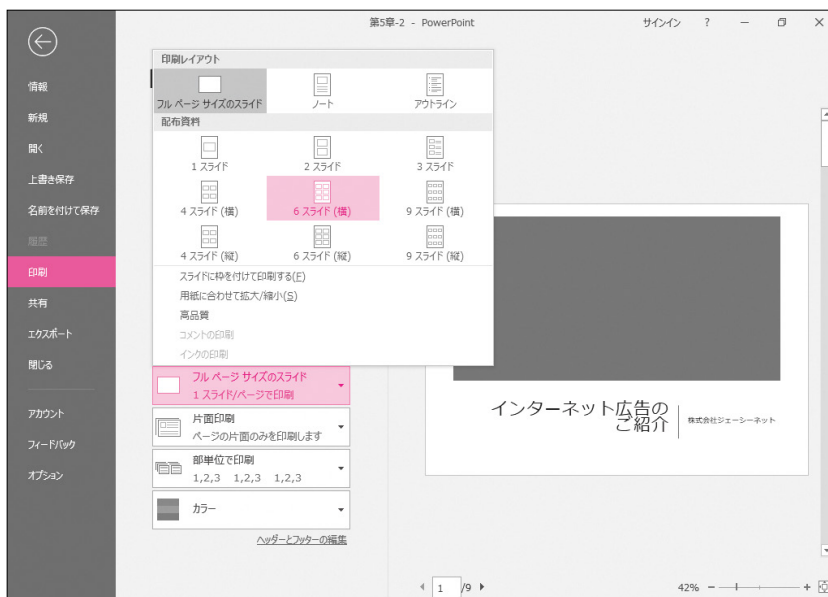 第5章-2 - PowerPoint
サインイン ?
情報
新規
開く
上書き保存
名前を付けて保存
履歴
印刷
共有
エクスポート
閉じる
アカウント
フィードバック
オプション
印刷レイアウト
フル ページ サイズのスライド
ノート
アウトライン
配布資料
1 スライド
2 スライド
3 スライド
4 スライド (横)
6 スライド (横)
9 スライド (横)
4 スライド (縦)
6 スライド (縦)
9 スライド (縦)
スライドに枠を付けて印刷する(F)
用紙に合わせて拡大/縮小(S)
高品質
コメントの印刷
インクの印刷
フル ページ サイズのスライド
1 スライド/ページで印刷
片面印刷
ページの片面のみを印刷します
部単位で印刷
1,2,3 1,2,3 1,2,3
カラー
ヘッダーとフッターの編集
インターネット広告の
ご紹介
株式会社ジェーシーネット
1 /9
42%